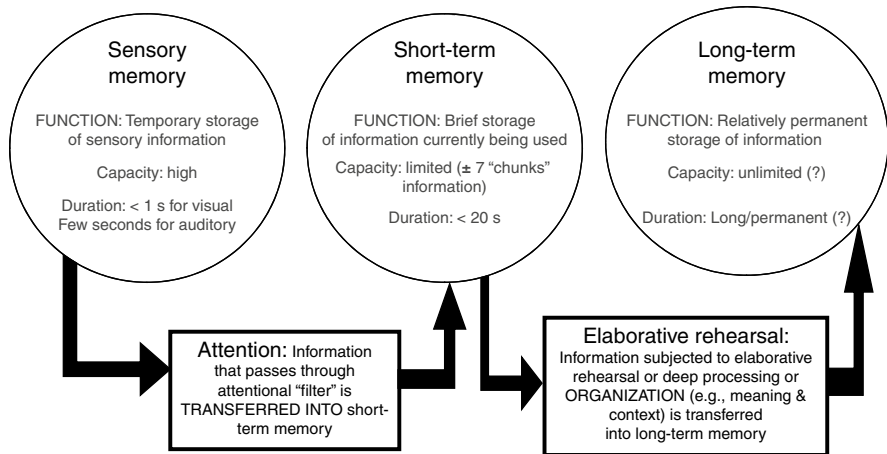 Sensory
memory
FUNCTION: Temporary storage
of sensory information
Capacity: high
Duration: < 1 s for visual
Few seconds for auditory
Short-term
memory
FUNCTION: Brief storage
of information currently being used
Capacity: limited (± 7 “chunks”
information)
Duration: < 20 s
Long-term
memory
FUNCTION: Relatively permanent
storage of information
Capacity: unlimited (?)
Duration: Long/permanent (?)
Attention: Information
that passes through
attentional “filter” is
TRANSFERRED INTO short-
term memory
Elaborative rehearsal:
Information subjected to elaborative
rehearsal or deep processing or
ORGANIZATION (e.g., meaning &
context) is transferred
into long-term memory